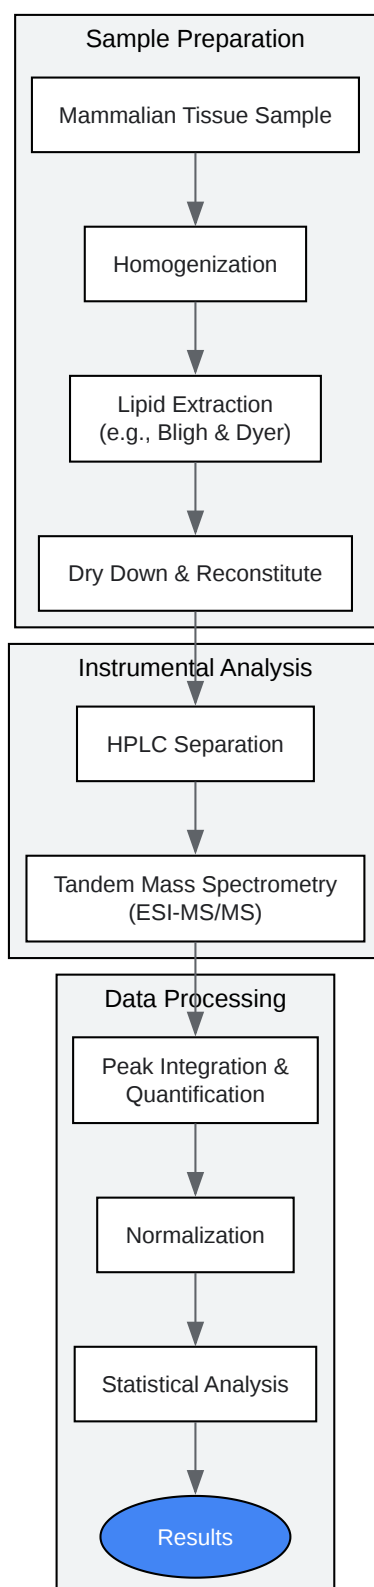 Sample Preparation
Mammalian Tissue Sample
Homogenization
Lipid Extraction
(e.g., Bligh & Dyer)
Dry Down & Reconstitute
Instrumental Analysis
HPLC Separation
Tandem Mass Spectrometry
(ESI-MS/MS)
Data Processing
Peak Integration &
Quantification
Normalization
Statistical Analysis
Results